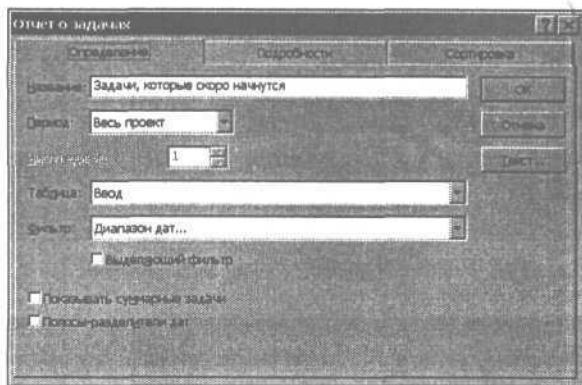 Отчет о задачах
Определение Подробности Сортировка
Название: Задачи, которые скоро начнутся ОК
Период: Весь проект Отмена
1 Текст...
Таблица: Ввод
Фильтр: Диапазон дат...
Выделяющий фильтр
Показывать суммарные задачи
Полосы-разделители дат